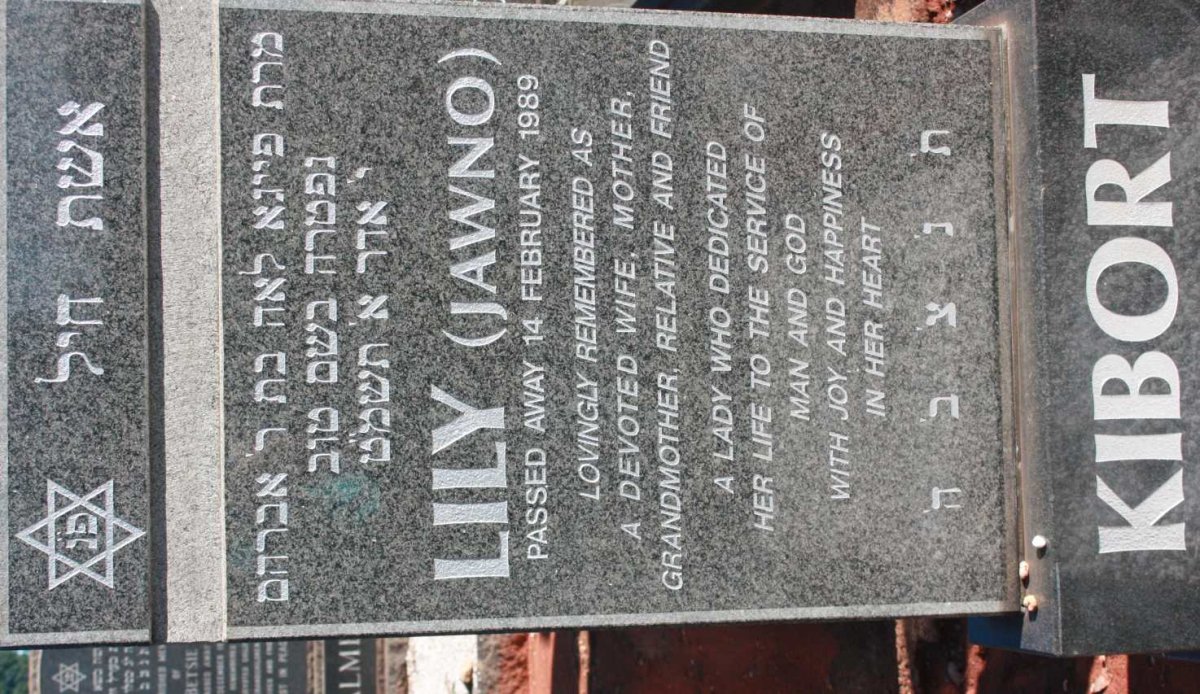 פ"נ
אשת חיל
מרת פייגא לאה בת ר' אברהם
נפטרה בשם טוב
י' אדר א' תשמ"ט
LILY (JAWNO)
PASSED AWAY 14 FEBRUARY 1989
LOVINGLY REMEMBERED AS
A DEVOTED WIFE, MOTHER,
GRANDMOTHER, RELATIVE AND FRIEND
A LADY WHO DEDICATED
HER LIFE TO THE SERVICE OF
MAN AND GOD
WITH JOY AND HAPPINESS
IN HER HEART
ת' נ' צ' ב' ה'
KIBORT
BETSIE